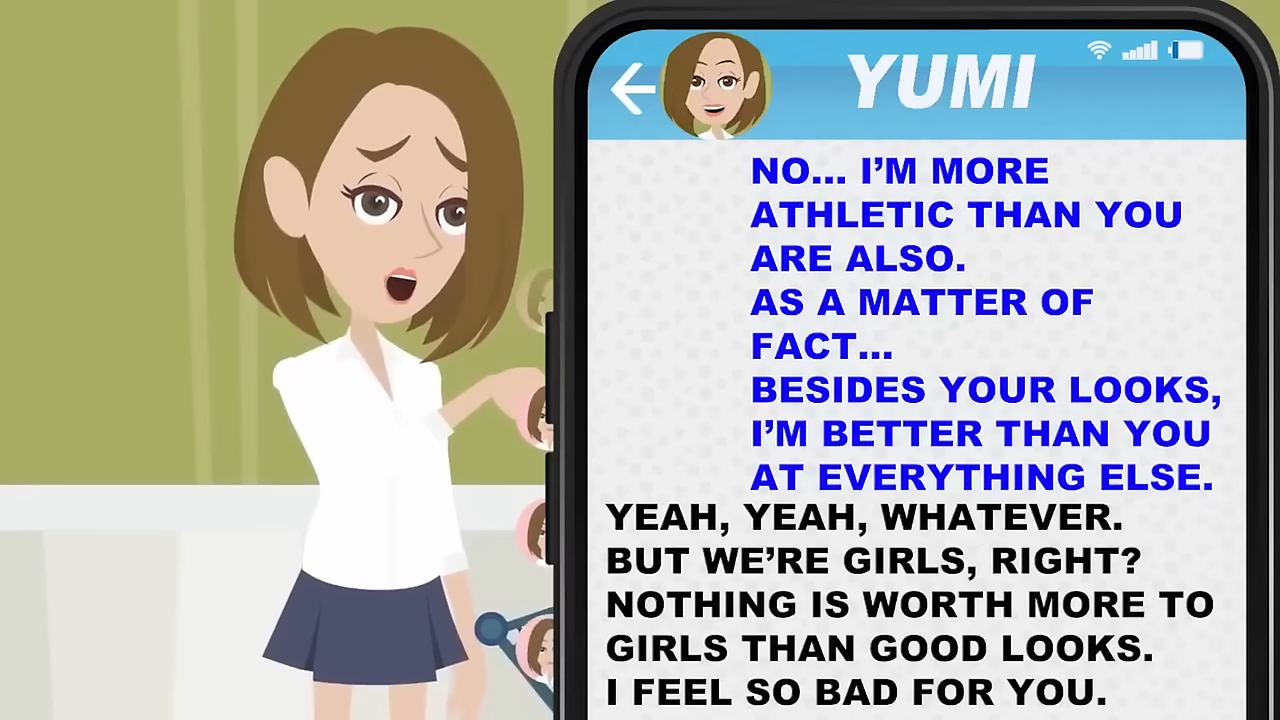 YUMI
NO... I'M MORE
ATHLETIC THAN YOU
ARE ALSO.
AS A MATTER OF
FACT...
BESIDES YOUR LOOKS,
I'M BETTER THAN YOU
AT EVERYTHING ELSE.
YEAH, YEAH, WHATEVER.
BUT WE'RE GIRLS, RIGHT?
NOTHING IS WORTH MORE TO
GIRLS THAN GOOD LOOKS.
I FEEL SO BAD FOR YOU.